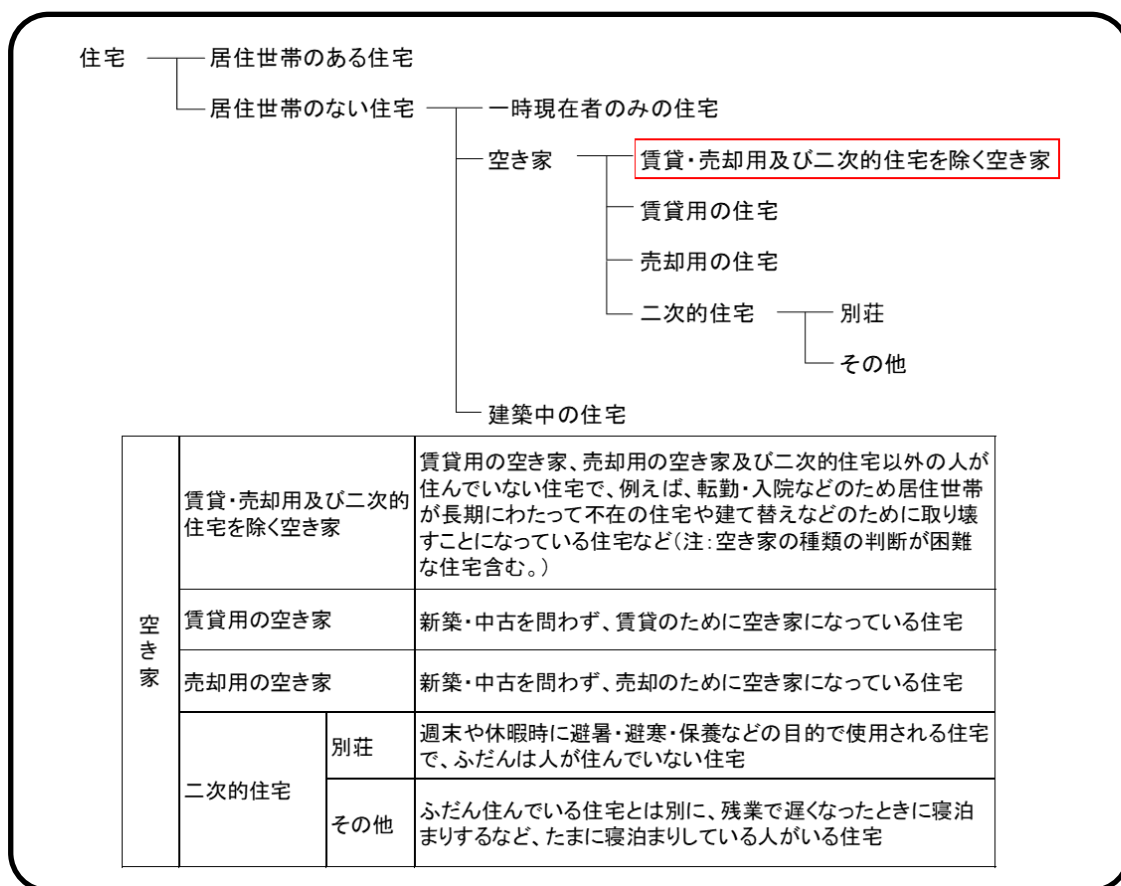 住宅 居住世帯のある住宅
居住世帯のない住宅 一時現在者のみの住宅
空き家 賃貸・売却用及び二次的住宅を除く空き家
賃貸用の住宅
売却用の住宅
二次的住宅 別荘
その他
建築中の住宅
空き家
賃貸・売却用及び二次的
住宅を除く空き家
賃貸用の空き家、売却用の空き家及び二次的住宅以外の人が
住んでいない住宅で、例えば、転勤・入院などのため居住世帯
が長期にわたって不在の住宅や建て替えなどのために取り壊
すことになっている住宅など(注:空き家の種類の判断が困難
な住宅含む。)
賃貸用の空き家
新築・中古を問わず、賃貸のために空き家になっている住宅
売却用の空き家
新築・中古を問わず、売却のために空き家になっている住宅
二次的住宅
別荘
週末や休暇時に避暑・避寒・保養などの目的で使用される住宅
で、ふだんは人が住んでいない住宅
その他
ふだん住んでいる住宅とは別に、残業で遅くなったときに寝泊
まりするなど、たまに寝泊まりしている人がいる住宅